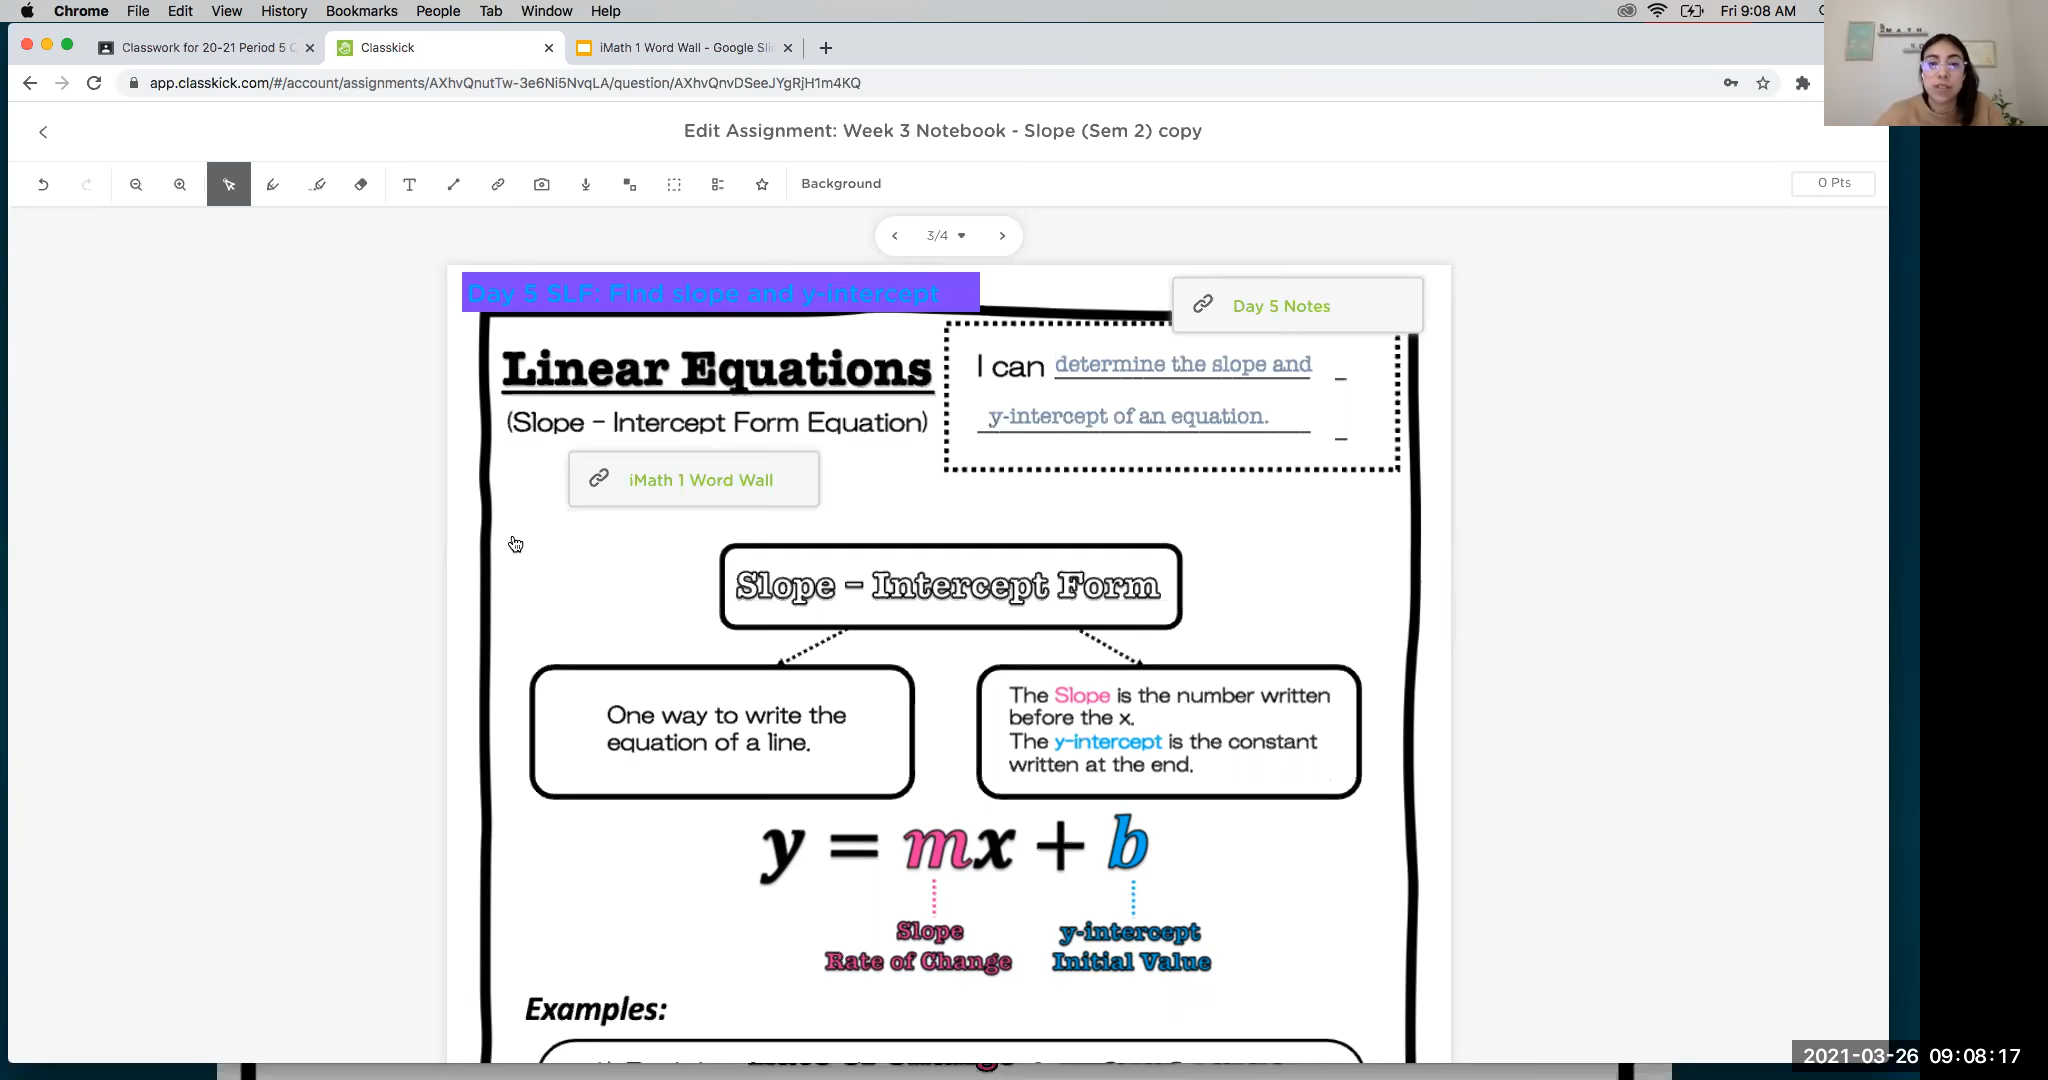 Chrome File Edit View History Bookmarks People Tab Window Help
Fri 9:08 AM
Classwork for 20-21 Period 5
Classkick
iMath 1 Word Wall - Google Sli
app.classkick.com/#/account/assignments/AXhvQnutTw-3e6Ni5NvqLA/question/AXhvQnvDSeeJYgRjH1m4KQ
Edit Assignment: Week 3 Notebook - Slope (Sem 2) copy
Background
0 Pts
3/4
Day 5 SLF: Find slope and y-intercept
Day 5 Notes
Linear Equations
(Slope - Intercept Form Equation)
I can determine the slope and
y-intercept of an equation.
iMath 1 Word Wall
Slope - Intercept Form
One way to write the
equation of a line.
The Slope is the number written
before the x.
The y-intercept is the constant
written at the end.
y = mx + b
Slope
Rate of Change
y-intercept
Initial Value
Examples:
2021-03-26 09:08:17